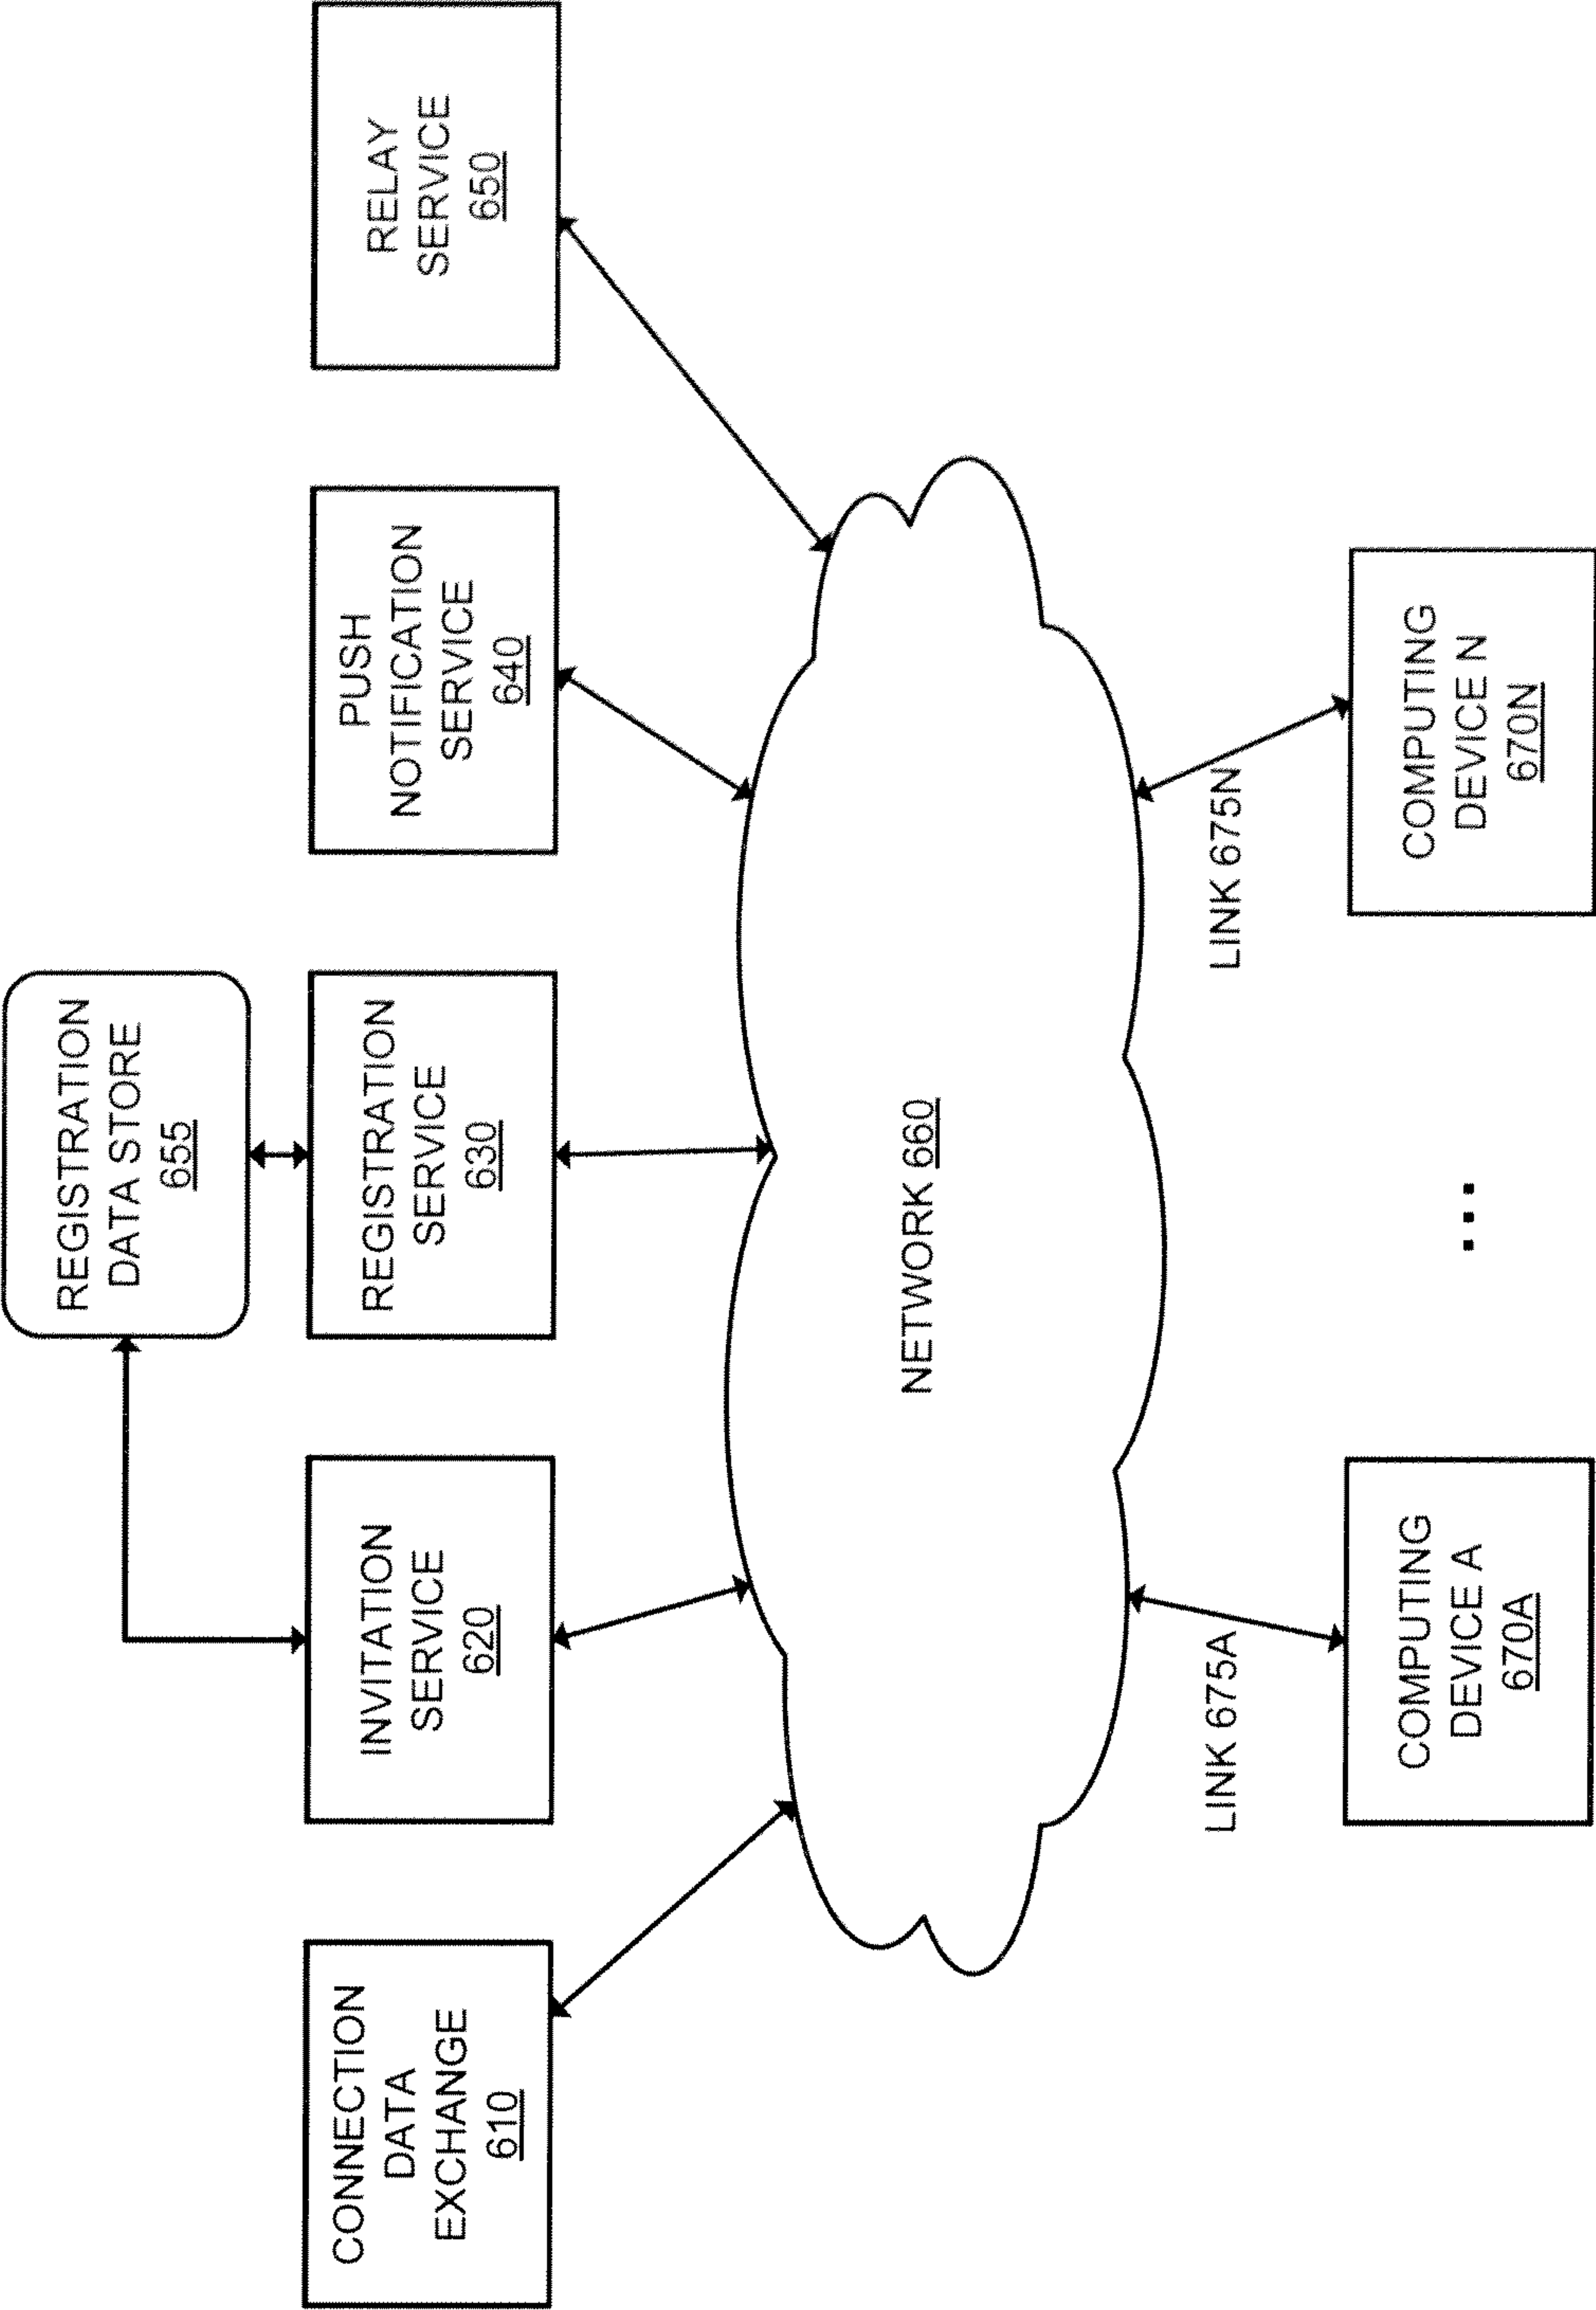 REGISTRATION
DATA STORE
655
CONNECTION
DATA
EXCHANGE
610
INVITATION
SERVICE
620
REGISTRATION
SERVICE
630
PUSH
NOTIFICATION
SERVICE
640
RELAY
SERVICE
650
NETWORK 660
LINK 675A
LINK 675N
COMPUTING
DEVICE A
670A
...
COMPUTING
DEVICE N
670N